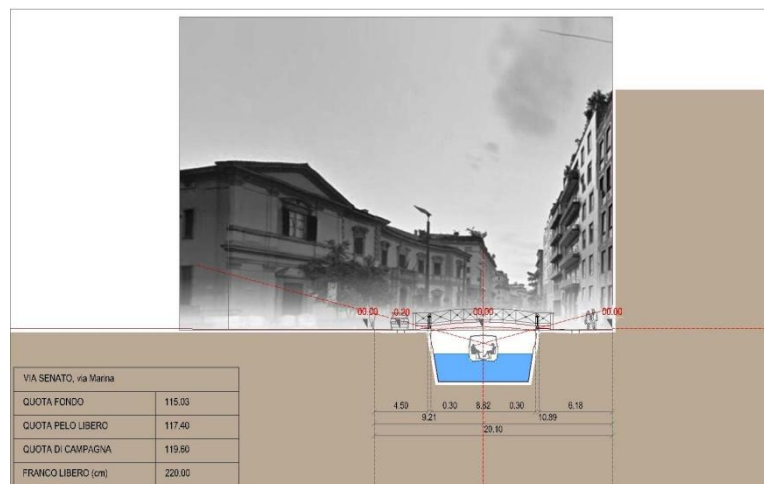 00.00 0.20 00.00 00.00
VIA SENATO, via Marina
QUOTA FONDO 115.03
QUOTA PELO LIBERO 117.40
QUOTA DI CAMPAGNA 119.60
FRANCO LIBERO (cm) 220.00
4.59 0.30 8.82 0.30 6.18
9.21 10.89
20.10